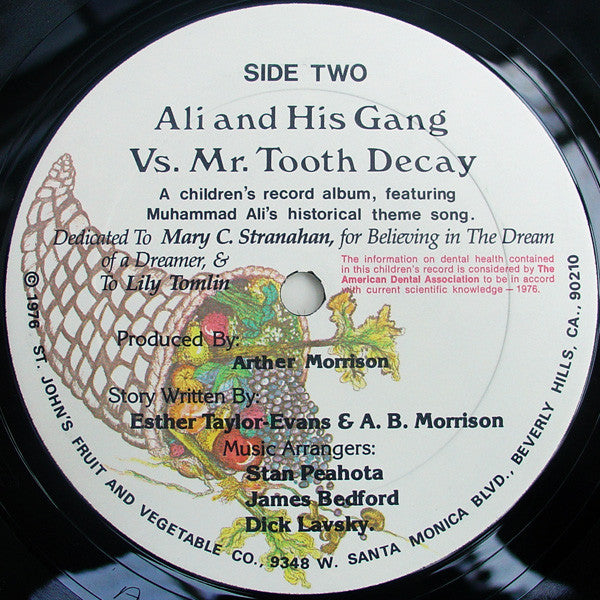 SIDE TWO
Ali and His Gang
Vs. Mr. Tooth Decay
A children's record album, featuring
Muhammad Ali's historical theme song.
Dedicated To Mary C. Stranahan, for Believing in The Dream
of a Dreamer, &
To Lily Tomlin
The information on dental health contained
in this children's record is considered by The
American Dental Association to be in accord
with current scientific knowledge — 1976.
Produced By:
Arther Morrison
Story Written By:
Esther Taylor-Evans & A. B. Morrison
Music Arrangers:
Stan Peahota
James Bedford
Dick Lavsky.
© 1976 ST. JOHN'S FRUIT AND VEGETABLE CO., 9348 W. SANTA MONICA BLVD., BEVERLY HILLS, CA., 90210